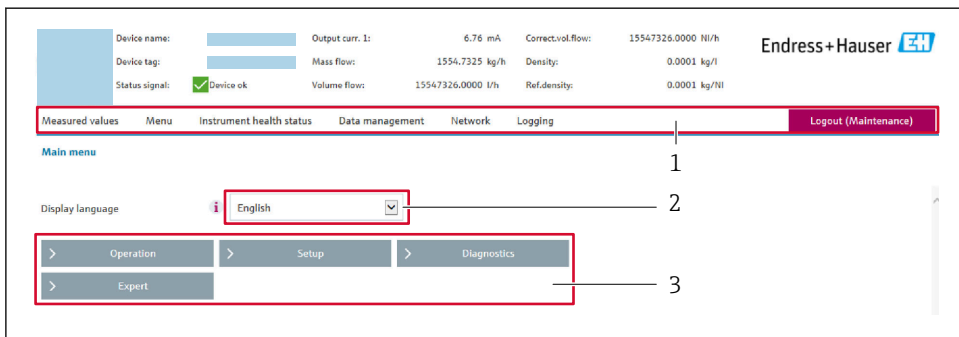 Device name: Output curr. 1: 6.76 mA Correct.vol.flow: 15547326.0000 Nl/h
Endress+Hauser EH
Device tag: Mass flow: 1554.7325 kg/h Density: 0.0001 kg/l
Status signal: Device ok Volume flow: 15547326.0000 l/h Ref.density: 0.0001 kg/Nl
Measured values Menu Instrument health status Data management Network Logging Logout (Maintenance)
1
Main menu
Display language i English 2
> Operation > Setup > Diagnostics
> Expert 3